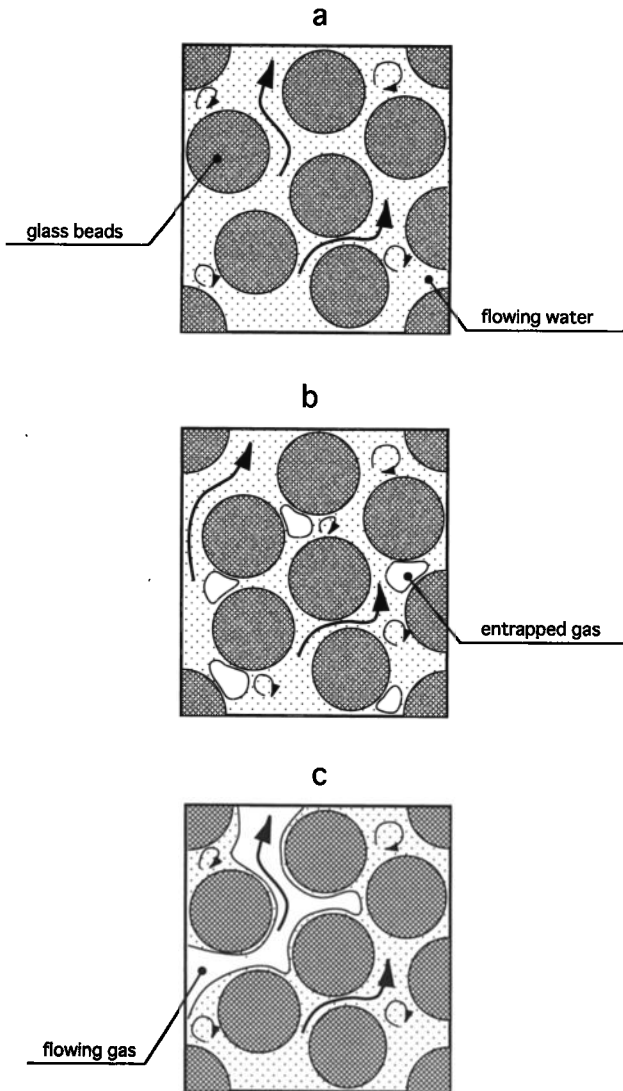 a
glass beads
flowing water
b
entrapped gas
c
flowing gas